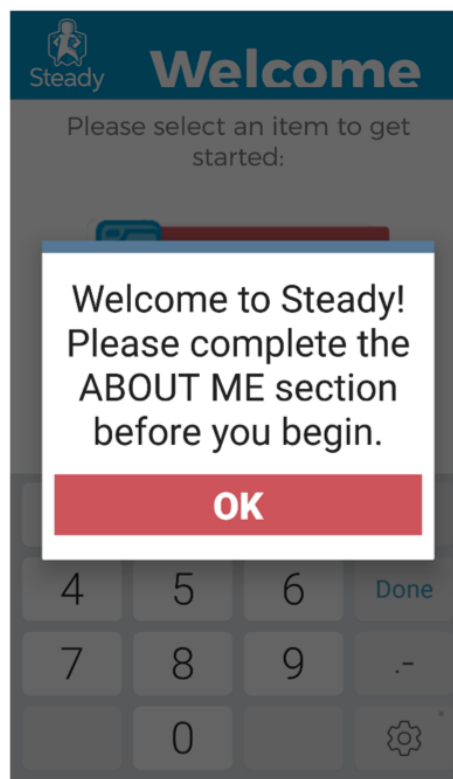 Steady
Welcome
Please select an item to get
started:
Welcome to Steady!
Please complete the
ABOUT ME section
before you begin.
OK
4 5 6 Done
7 8 9 .-
0